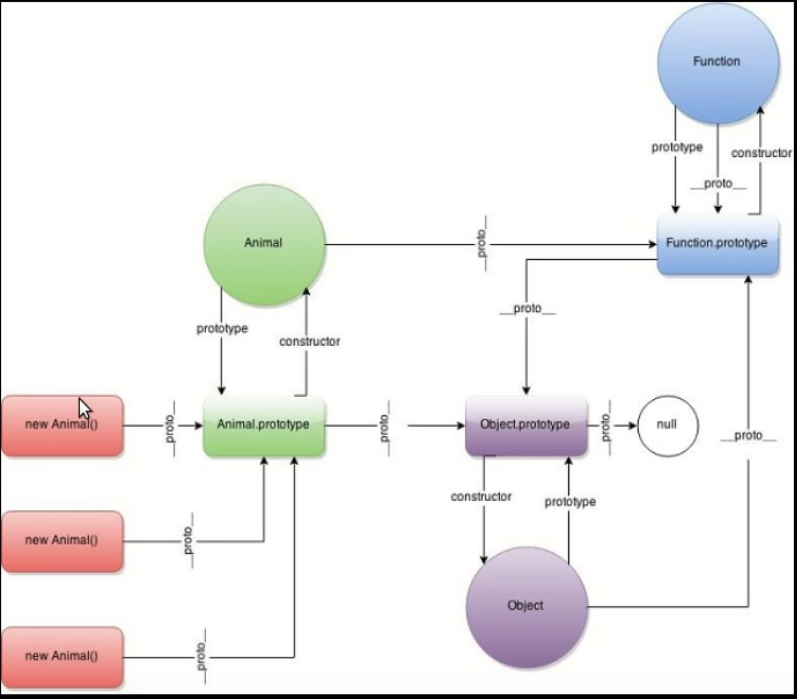 Function
prototype
constructor
__proto__
Animal
__proto__
Function.prototype
__proto__
prototype
constructor
new Animal()
__proto__
Animal.prototype
__proto__
Object.prototype
__proto__
null
__proto__
constructor
prototype
new Animal()
__proto__
Object
new Animal()
__proto__